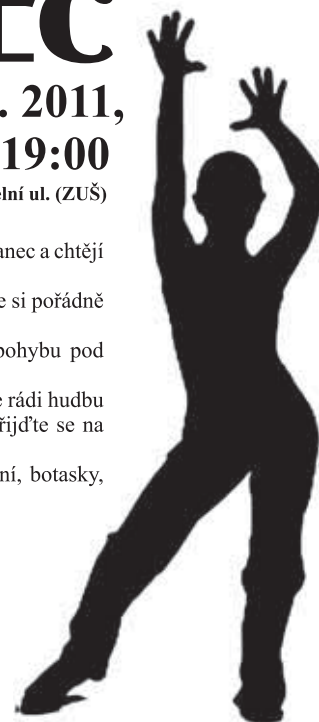 EC
. 2011,
19:00
elní ul. (ZUŠ)
anec a chtějí
e si pořádně
pohybu pod
e rádi hudbu
řijďte se na
ní, botasky,